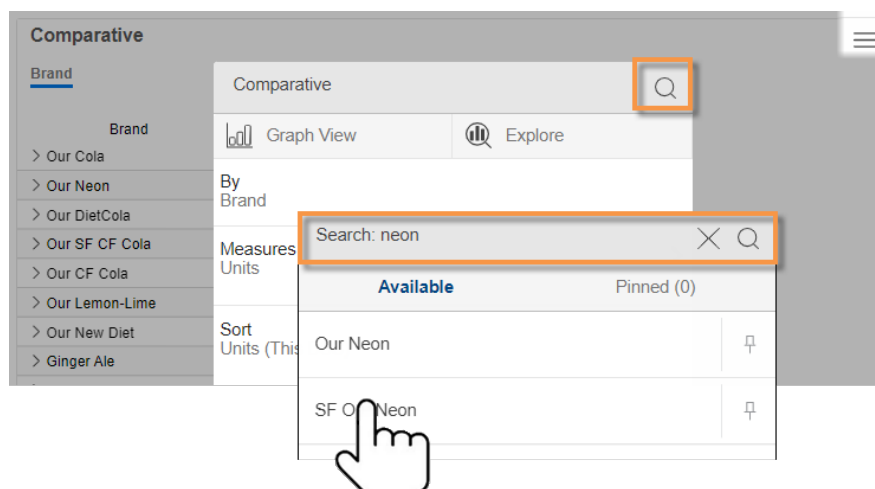 Comparative
Brand
Brand
Our Cola
Our Neon
Our DietCola
Our SF CF Cola
Our CF Cola
Our Lemon-Lime
Our New Diet
Ginger Ale
Comparative
Graph View
Explore
By
Brand
Measures
Units
Sort
Units (This
Search: neon
Available
Pinned (0)
Our Neon
SF O Neon